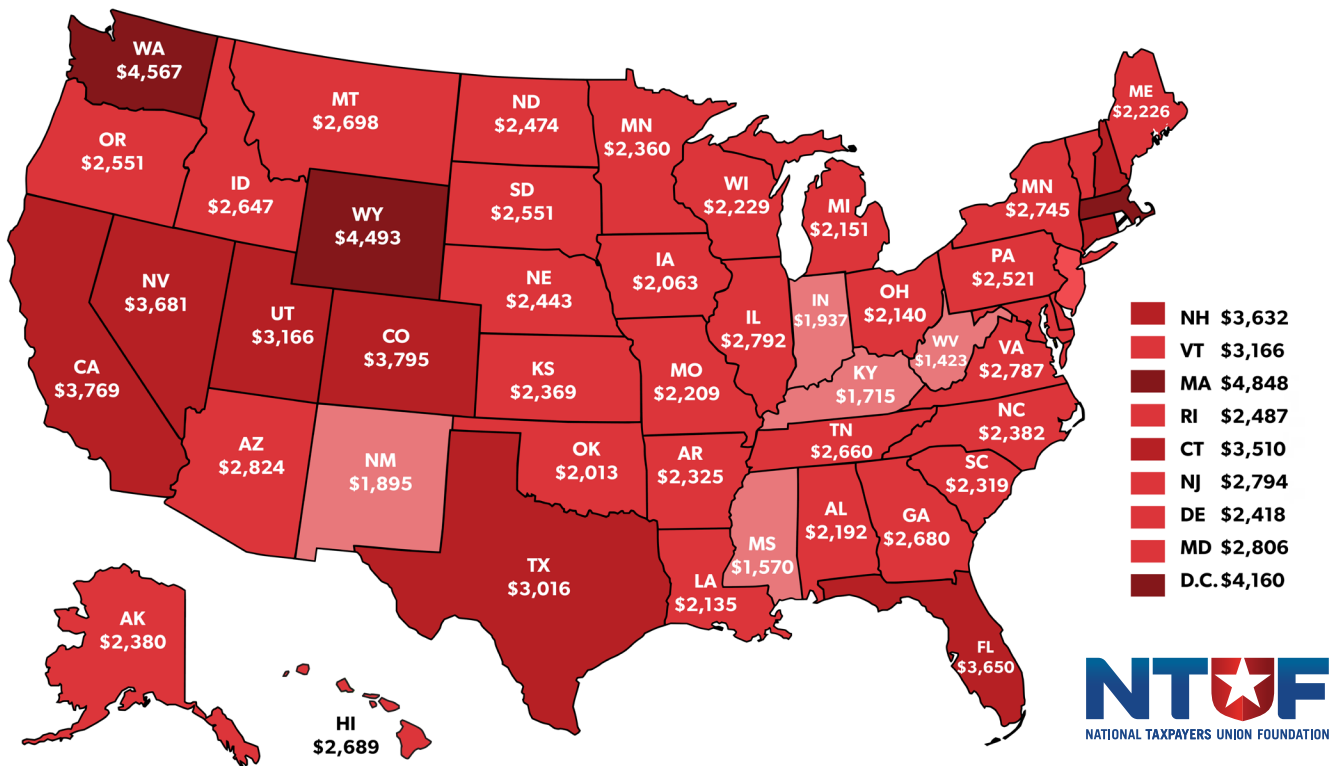 WA
$4,567
OR
$2,551
ID
$2,647
MT
$2,698
ND
$2,474
MN
$2,360
WY
$4,493
SD
$2,551
WI
$2,229
MI
$2,151
ME
$2,226
MN
$2,745
CA
$3,769
NV
$3,681
UT
$3,166
CO
$3,795
NE
$2,443
IA
$2,063
IL
$2,792
IN
$1,937
OH
$2,140
PA
$2,521
WV
$1,423
VA
$2,787
KS
$2,369
MO
$2,209
KY
$1,715
NC
$2,382
AZ
$2,824
NM
$1,895
OK
$2,013
AR
$2,325
TN
$2,660
SC
$2,319
TX
$3,016
LA
$2,135
MS
$1,570
AL
$2,192
GA
$2,680
FL
$3,650
AK
$2,380
HI
$2,689
NH $3,632
VT $3,166
MA $4,848
RI $2,487
CT $3,510
NJ $2,794
DE $2,418
MD $2,806
D.C. $4,160
NTUF
NATIONAL TAXPAYERS UNION FOUNDATION